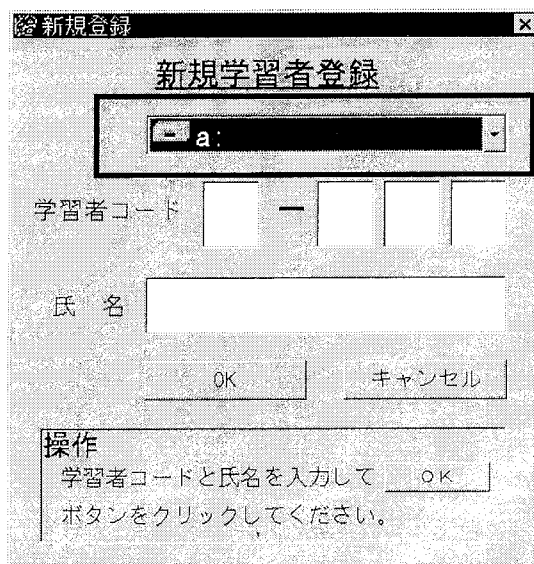 新規登録
新規学習者登録
a:
学習者コード ー
氏 名
OK キャンセル
操作
学習者コードと氏名を入力して OK
ボタンをクリックしてください。